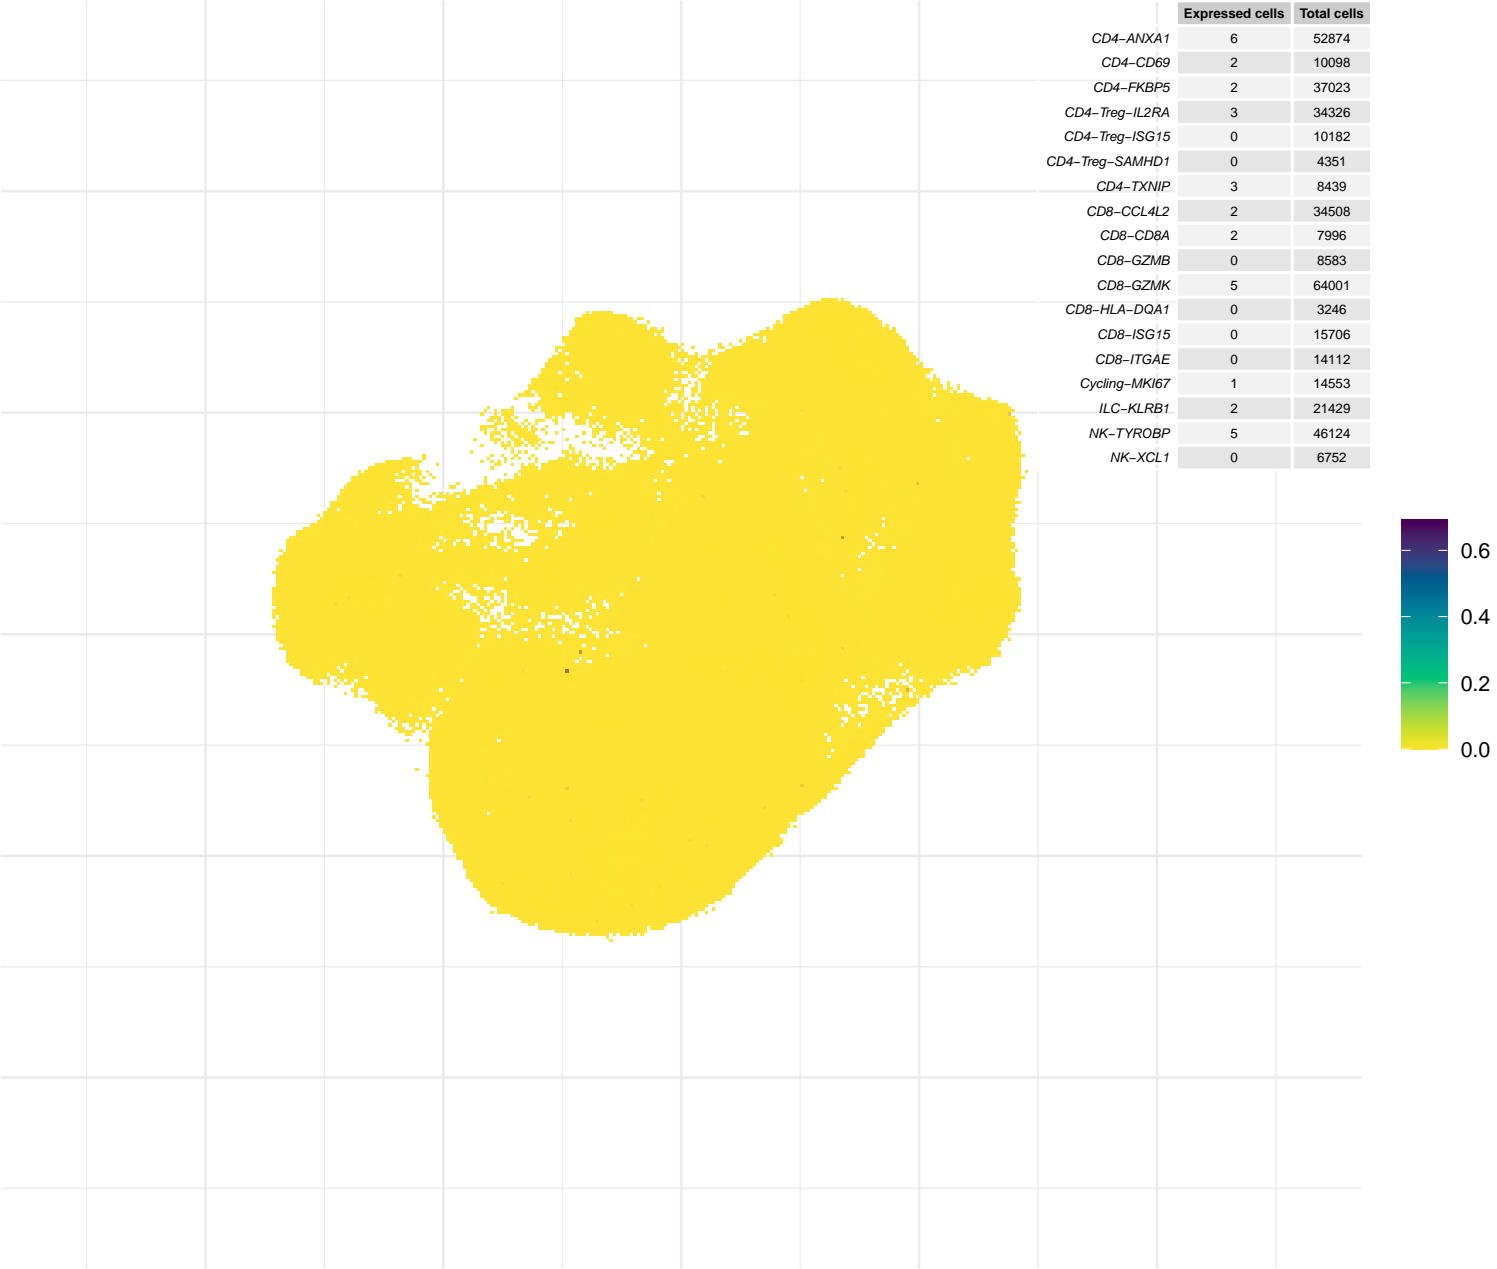 Expressed cells Total cells
CD4−ANXA1 6 52874
CD4−CD69 2 10098
CD4−FKBP5 2 37023
CD4−Treg−IL2RA 3 34326
CD4−Treg−ISG15 0 10182
CD4−Treg−SAMHD1 0 4351
CD4−TXNIP 3 8439
CD8−CCL4L2 2 34508
CD8−CD8A 2 7996
CD8−GZMB 0 8583
CD8−GZMK 5 64001
CD8−HLA−DQA1 0 3246
CD8−ISG15 0 15706
CD8−ITGAE 0 14112
Cycling−MKI67 1 14553
ILC−KLRB1 2 21429
NK−TYROBP 5 46124
NK−XCL1 0 6752
0.6
0.4
0.2
0.0